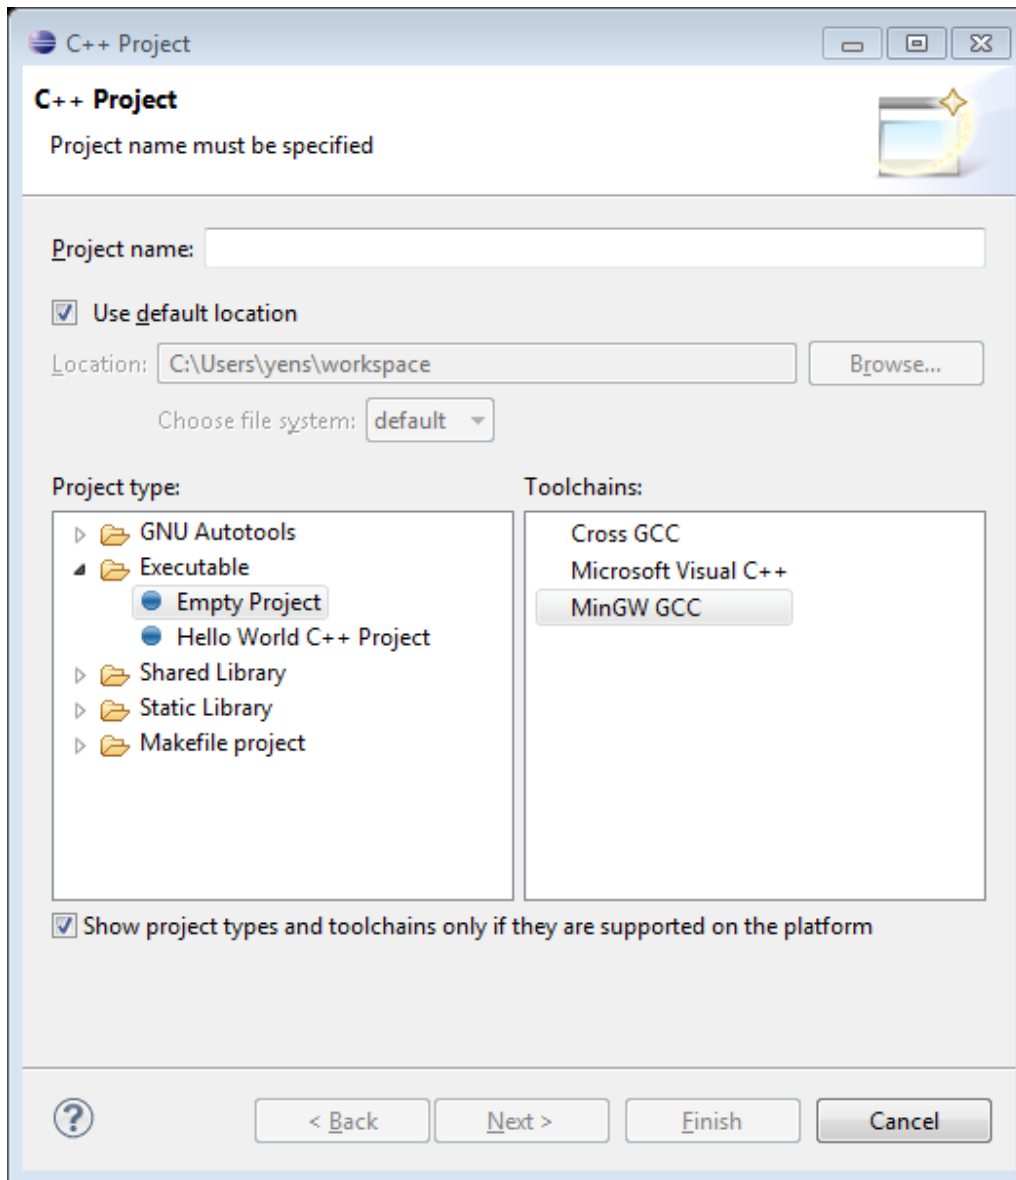 C++ Project
C++ Project
Project name must be specified
Project name:
Use default location
Location: C:\Users\yens\workspace Browse...
Choose file system: default
Project type: Toolchains:
GNU Autotools Cross GCC
Executable Microsoft Visual C++
Empty Project MinGW GCC
Hello World C++ Project
Shared Library
Static Library
Makefile project
Show project types and toolchains only if they are supported on the platform
? < Back Next > Finish Cancel